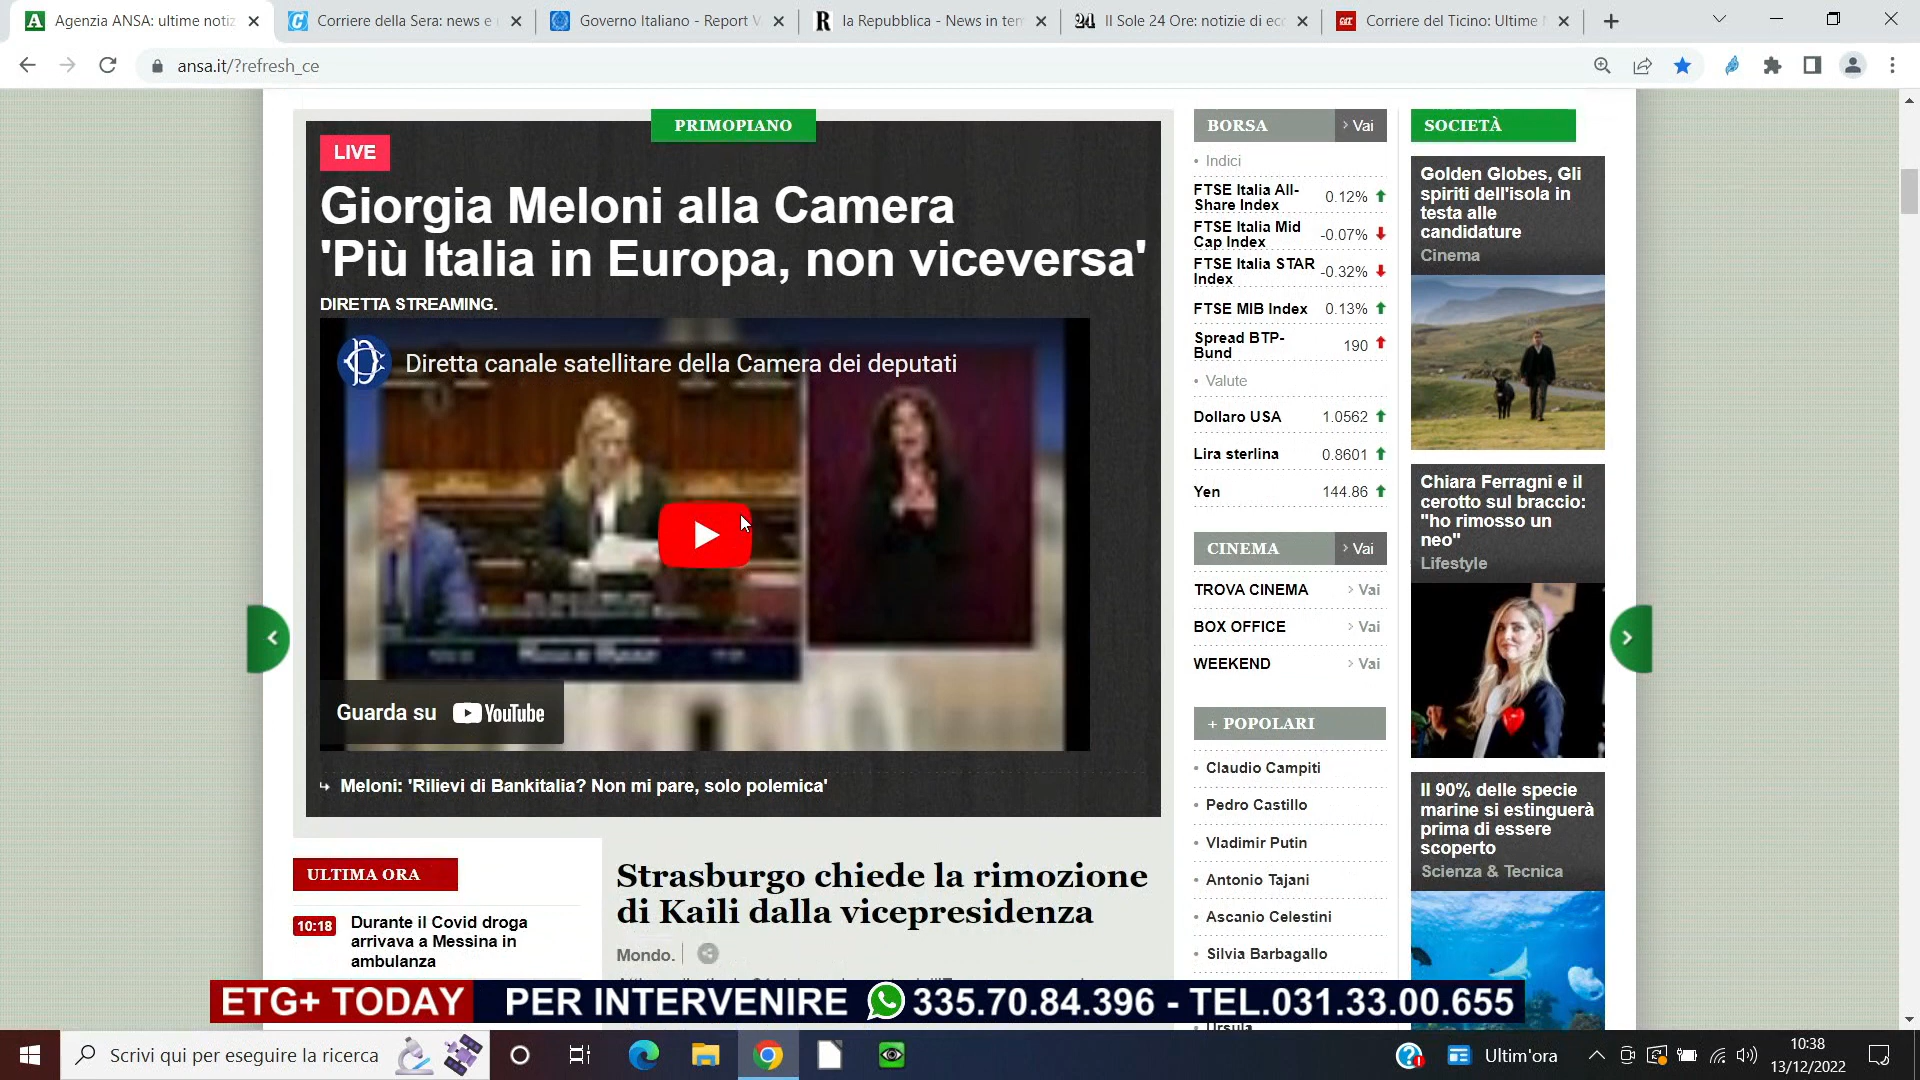 Agenzia ANSA: ultime notiz
Corriere della Sera: news e
Governo Italiano - Report V
la Repubblica - News in tem
Il Sole 24 Ore: notizie di ec
Corriere del Ticino: Ultime
ansa.it/?refresh_ce
PRIMOPIANO
LIVE
Giorgia Meloni alla Camera
'Più Italia in Europa, non viceversa'
DIRETTA STREAMING.
Diretta canale satellitare della Camera dei deputati
Guarda su YouTube
Meloni: 'Rilievi di Bankitalia? Non mi pare, solo polemica'
ULTIMA ORA
10:18 Durante il Covid droga
arrivava a Messina in
ambulanza
Strasburgo chiede la rimozione
di Kaili dalla vicepresidenza
Mondo.
BORSA Vai
Indici
FTSE Italia All-
Share Index 0.12%
FTSE Italia Mid
Cap Index -0.07%
FTSE Italia STAR
Index -0.32%
FTSE MIB Index 0.13%
Spread BTP-
Bund 190
Valute
Dollaro USA 1.0562
Lira sterlina 0.8601
Yen 144.86
CINEMA Vai
TROVA CINEMA Vai
BOX OFFICE Vai
WEEKEND Vai
+ POPOLARI
Claudio Campiti
Pedro Castillo
Vladimir Putin
Antonio Tajani
Ascanio Celestini
Silvia Barbagallo
Ursula
SOCIETÀ
Golden Globes, Gli
spiriti dell'isola in
testa alle
candidature
Cinema
Chiara Ferragni e il
cerotto sul braccio:
"ho rimosso un
neo"
Lifestyle
Il 90% delle specie
marine si estinguerà
prima di essere
scoperto
Scienza & Tecnica
ETG+ TODAY PER INTERVENIRE 335.70.84.396 - TEL.031.33.00.655
Scrivi qui per eseguire la ricerca
Ultim'ora
10:38
13/12/2022